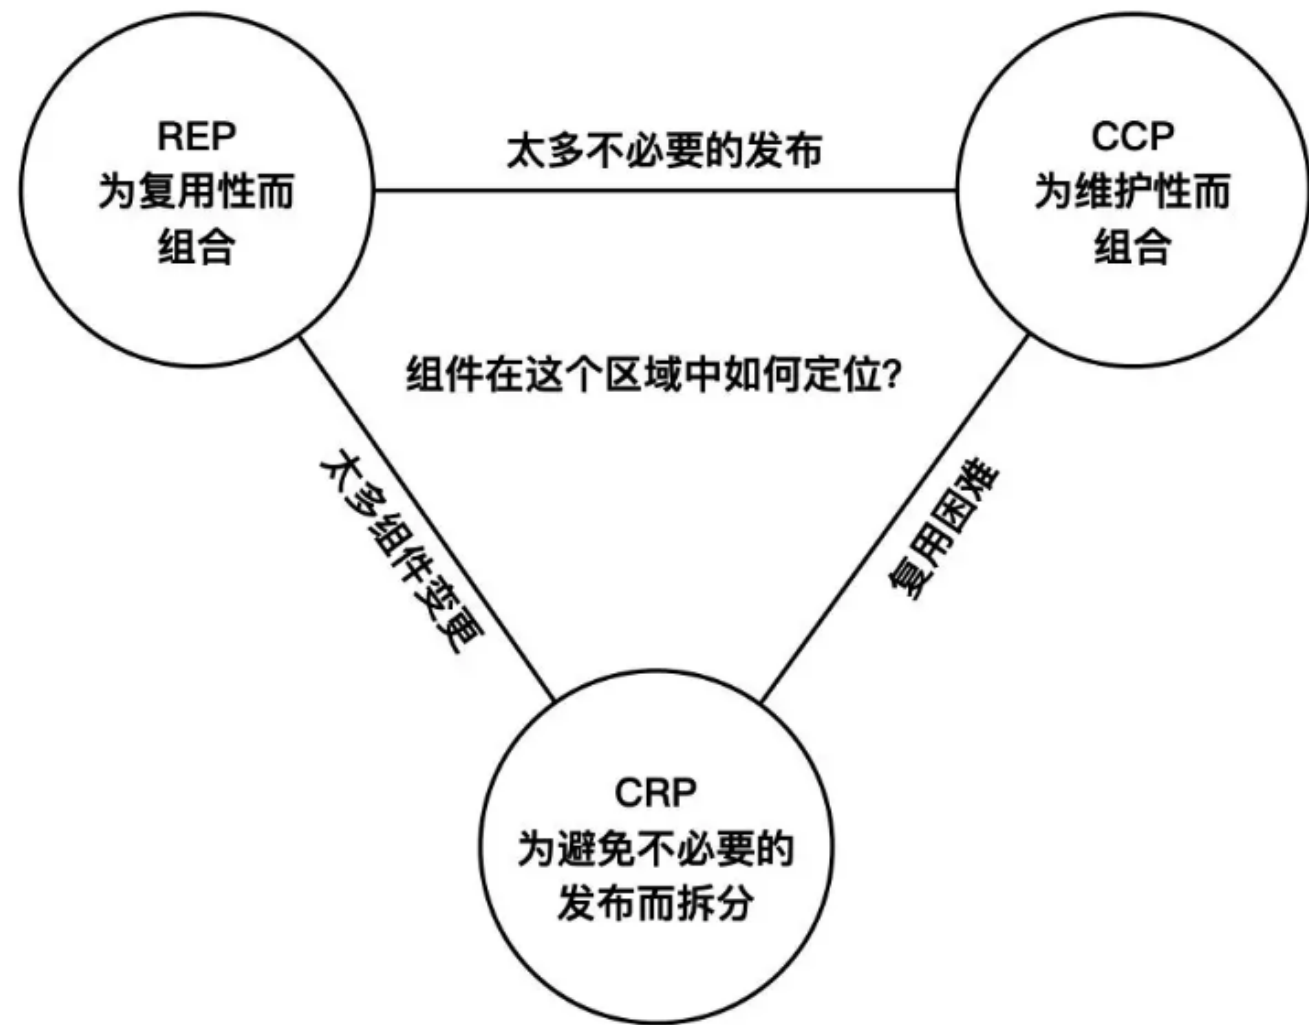 REP
为复用性而
组合
太多不必要的发布
CCP
为维护性而
组合
组件在这个区域中如何定位？
太多组件变更
复用困难
CRP
为避免不必要的
发布而拆分